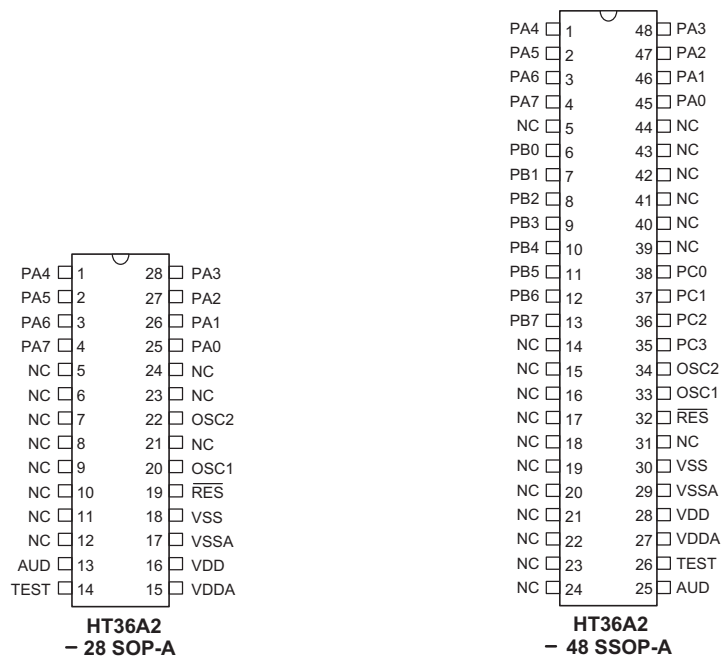 PA4 1 28 PA3
PA5 2 27 PA2
PA6 3 26 PA1
PA7 4 25 PA0
NC 5 24 NC
NC 6 23 NC
NC 7 22 OSC2
NC 8 21 NC
NC 9 20 OSC1
NC 10 19 RES
NC 11 18 VSS
NC 12 17 VSSA
AUD 13 16 VDD
TEST 14 15 VDDA
HT36A2
– 28 SOP-A
PA4 1 48 PA3
PA5 2 47 PA2
PA6 3 46 PA1
PA7 4 45 PA0
NC 5 44 NC
PB0 6 43 NC
PB1 7 42 NC
PB2 8 41 NC
PB3 9 40 NC
PB4 10 39 NC
PB5 11 38 PC0
PB6 12 37 PC1
PB7 13 36 PC2
NC 14 35 PC3
NC 15 34 OSC2
NC 16 33 OSC1
NC 17 32 RES
NC 18 31 NC
NC 19 30 VSS
NC 20 29 VSSA
NC 21 28 VDD
NC 22 27 VDDA
NC 23 26 TEST
NC 24 25 AUD
HT36A2
– 48 SSOP-A